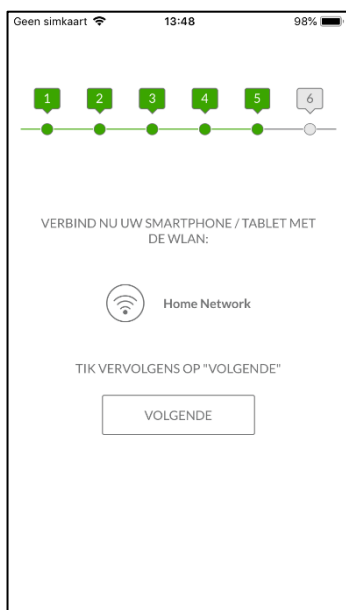 Geen simkaart 13:48 98%
1 2 3 4 5 6
VERBIND NU UW SMARTPHONE / TABLET MET
DE WLAN:
Home Network
TIK VERVOLGENS OP "VOLGENDE"
VOLGENDE